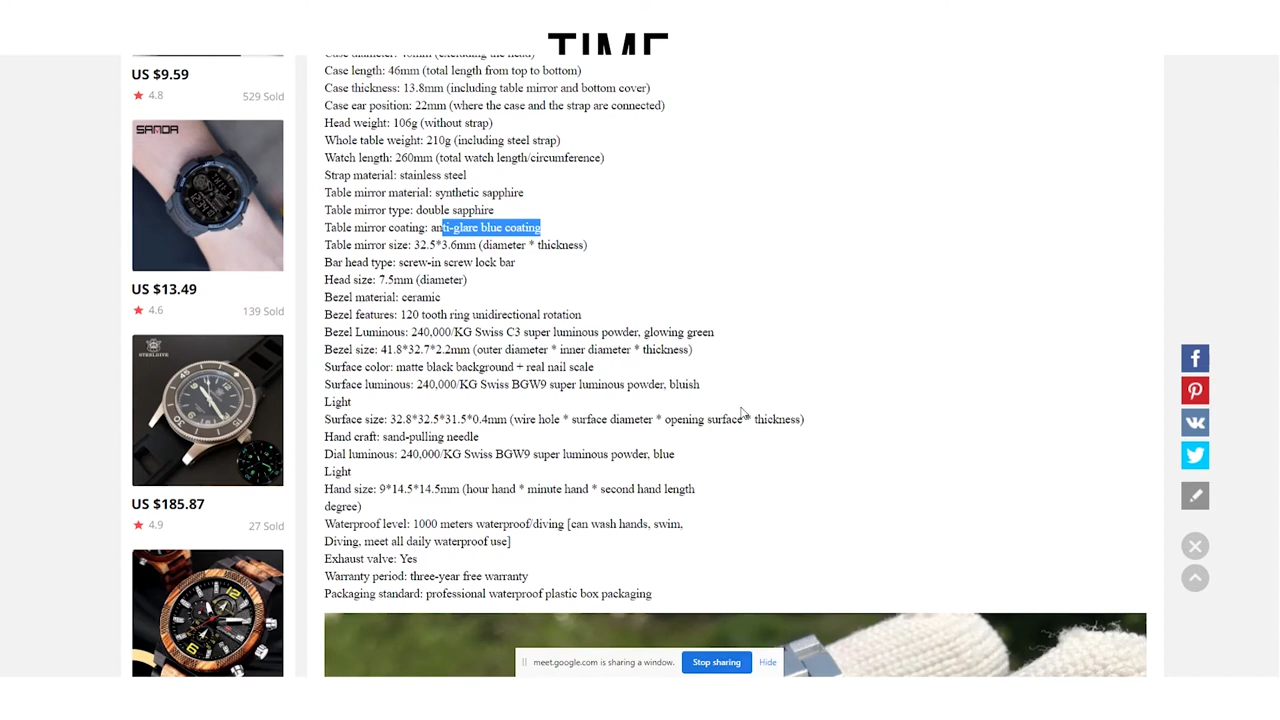 TIME
US $9.59
4.8 529 Sold
SANDA
US $13.49
4.6 139 Sold
STEELDIVE
US $185.87
4.9 27 Sold
Case diameter: 40mm (excluding the head)
Case length: 46mm (total length from top to bottom)
Case thickness: 13.8mm (including table mirror and bottom cover)
Case ear position: 22mm (where the case and the strap are connected)
Head weight: 106g (without strap)
Whole table weight: 210g (including steel strap)
Watch length: 260mm (total watch length/circumference)
Strap material: stainless steel
Table mirror material: synthetic sapphire
Table mirror type: double sapphire
Table mirror coating: anti-glare blue coating
Table mirror size: 32.5*3.6mm (diameter * thickness)
Bar head type: screw-in screw lock bar
Head size: 7.5mm (diameter)
Bezel material: ceramic
Bezel features: 120 tooth ring unidirectional rotation
Bezel Luminous: 240,000/KG Swiss C3 super luminous powder, glowing green
Bezel size: 41.8*32.7*2.2mm (outer diameter * inner diameter * thickness)
Surface color: matte black background + real nail scale
Surface luminous: 240,000/KG Swiss BGW9 super luminous powder, bluish
Light
Surface size: 32.8*32.5*31.5*0.4mm (wire hole * surface diameter * opening surface * thickness)
Hand craft: sand-pulling needle
Dial luminous: 240,000/KG Swiss BGW9 super luminous powder, blue
Light
Hand size: 9*14.5*14.5mm (hour hand * minute hand * second hand length
degree)
Waterproof level: 1000 meters waterproof/diving [can wash hands, swim,
Diving, meet all daily waterproof use]
Exhaust valve: Yes
Warranty period: three-year free warranty
Packaging standard: professional waterproof plastic box packaging
meet.google.com is sharing a window. Stop sharing Hide